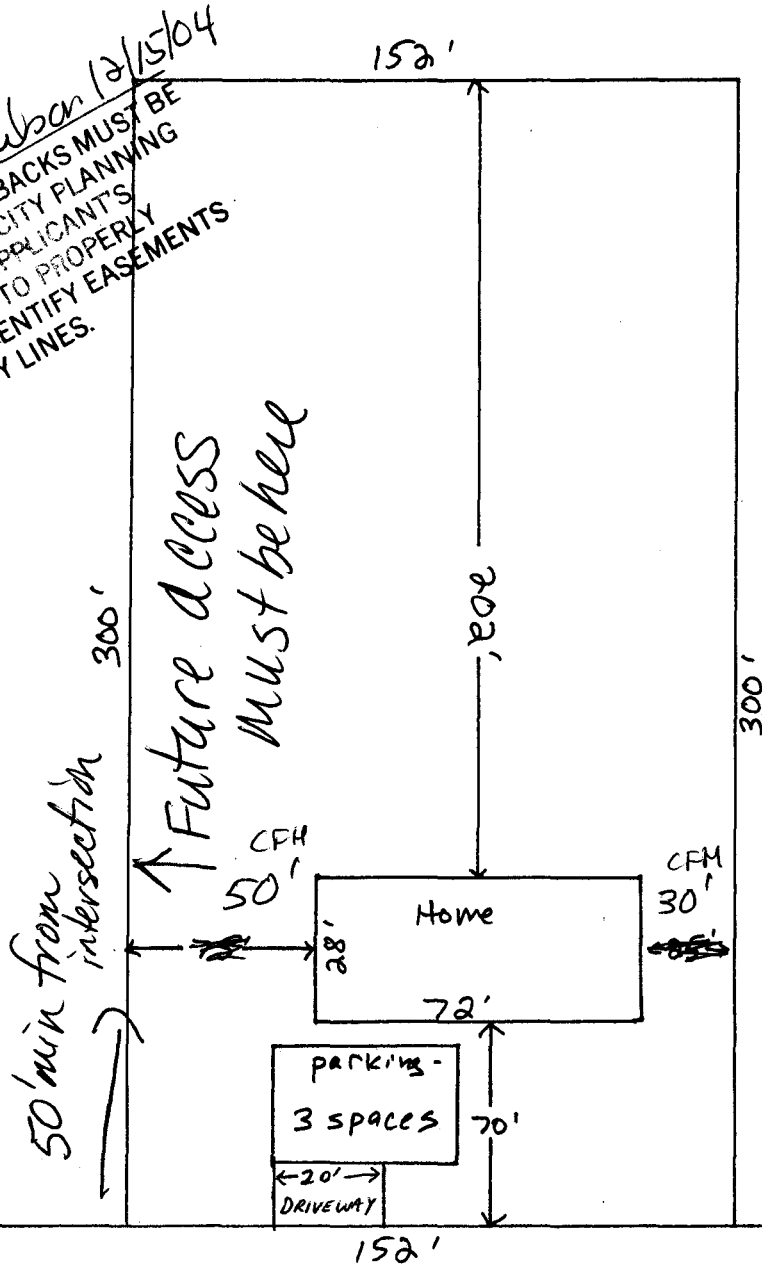 12/15/04
BACKS MUST BE
CITY PLANNING
APPLICANT'S
TO PROPERLY
ENTIFY EASEMENTS
Y LINES.
152'
300'
Future access
must be here
202'
300'
50' min from
intersection
CFH
50'
Home
28'
72'
CFM
30'
parking-
3 spaces
70'
20'
DRIVEWAY
152'